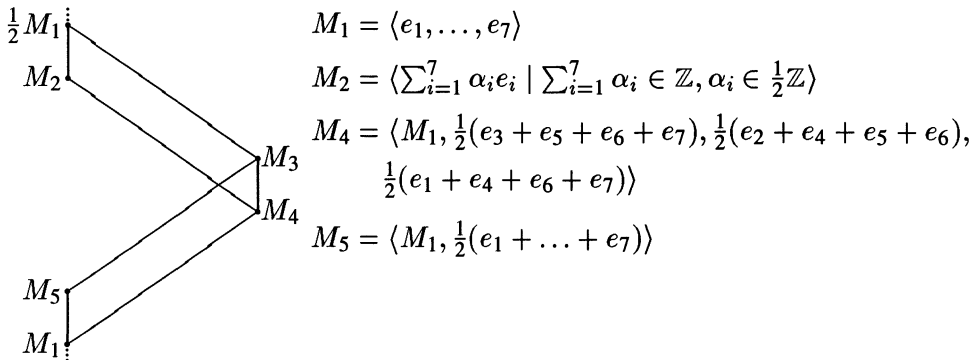 ½M₁
M₂
M₃
M₄
M₅
M₁
M₁ = ⟨e₁, . . . , e₇⟩
M₂ = ⟨∑⁷ᵢ₌₁ αᵢeᵢ | ∑⁷ᵢ₌₁ αᵢ ∈ ℤ, αᵢ ∈ ½ℤ⟩
M₄ = ⟨M₁, ½(e₃ + e₅ + e₆ + e₇), ½(e₂ + e₄ + e₅ + e₆),
½(e₁ + e₄ + e₆ + e₇)⟩
M₅ = ⟨M₁, ½(e₁ + . . . + e₇)⟩